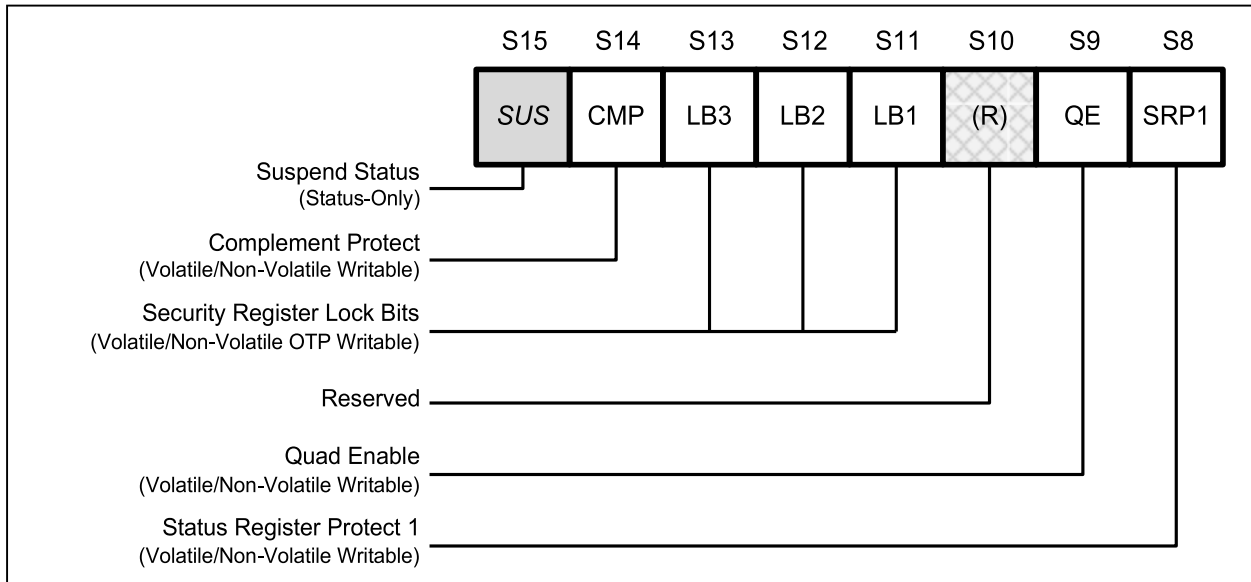 S15 S14 S13 S12 S11 S10 S9 S8
SUS CMP LB3 LB2 LB1 (R) QE SRP1
Suspend Status
(Status-Only)
Complement Protect
(Volatile/Non-Volatile Writable)
Security Register Lock Bits
(Volatile/Non-Volatile OTP Writable)
Reserved
Quad Enable
(Volatile/Non-Volatile Writable)
Status Register Protect 1
(Volatile/Non-Volatile Writable)